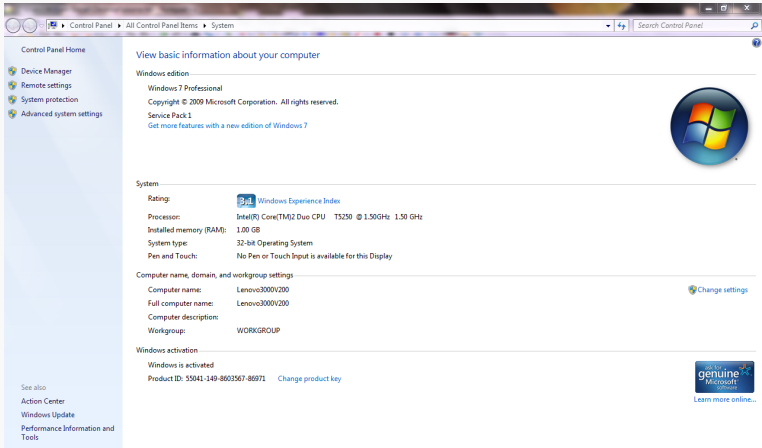 Control Panel ▸ All Control Panel Items ▸ System
Search Control Panel
Control Panel Home
Device Manager
Remote settings
System protection
Advanced system settings
See also
Action Center
Windows Update
Performance Information and
Tools
View basic information about your computer
Windows edition
Windows 7 Professional
Copyright © 2009 Microsoft Corporation. All rights reserved.
Service Pack 1
Get more features with a new edition of Windows 7
System
Rating: 3,1 Windows Experience Index
Processor: Intel(R) Core(TM)2 Duo CPU T5250 @ 1.50GHz 1.50 GHz
Installed memory (RAM): 1.00 GB
System type: 32-bit Operating System
Pen and Touch: No Pen or Touch Input is available for this Display
Computer name, domain, and workgroup settings
Computer name: Lenovo3000V200
Change settings
Full computer name: Lenovo3000V200
Computer description:
Workgroup: WORKGROUP
Windows activation
Windows is activated
Product ID: 55041-149-8603567-86971 Change product key
ask for
genuine
Microsoft
software
Learn more online...